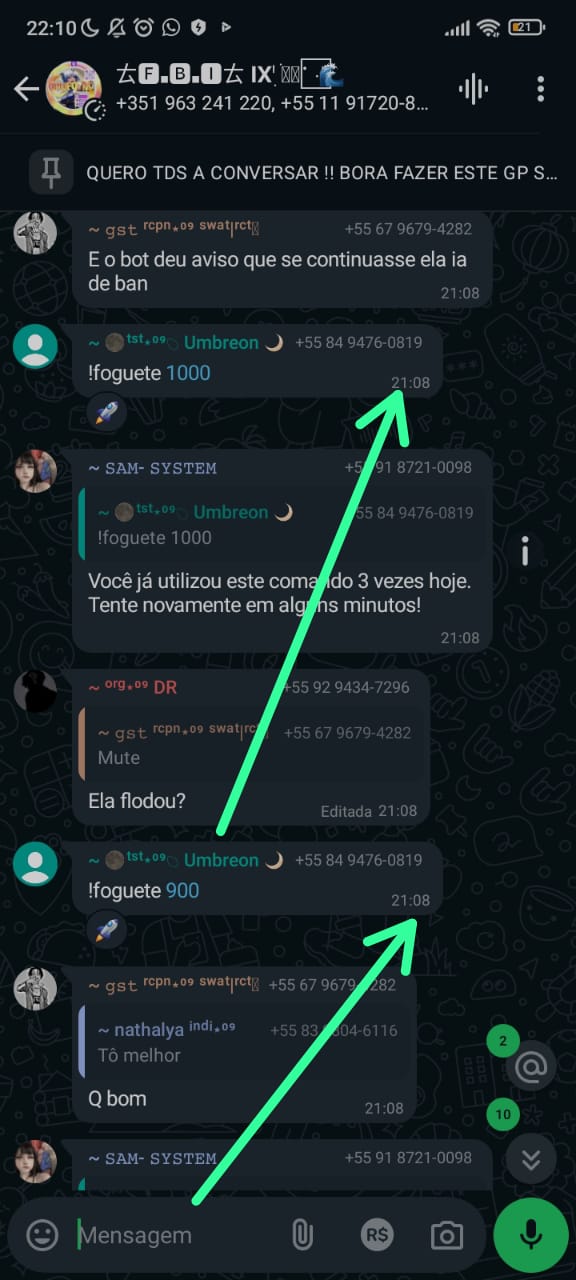 22:10
21
🅵.🅱.🅸 IX
+351 963 241 220, +55 11 91720-8...
QUERO TDS A CONVERSAR !! BORA FAZER ESTE GP S...
~ gst ʳᶜᵖⁿ⋆⁰⁹ ˢʷᵃᵗ|ʳᶜᵗ +55 67 9679-4282
E o bot deu aviso que se continuasse ela ia
de ban
21:08
~ 🌑ᵗˢᵗ⋆⁰⁹ Umbreon 🌙 +55 84 9476-0819
!foguete 1000
21:08
🚀
~ SAM- SYSTEM +55 91 8721-0098
~ 🌑ᵗˢᵗ⋆⁰⁹ Umbreon 🌙 55 84 9476-0819
!foguete 1000
Você já utilizou este comando 3 vezes hoje.
Tente novamente em alguns minutos!
21:08
~ ᵒʳᵍ⋆⁰⁹ DR +55 92 9434-7296
~ gst ʳᶜᵖⁿ⋆⁰⁹ ˢʷᵃᵗ|ʳᶜᵗ +55 67 9679-4282
Mute
Ela flodou?
Editada 21:08
~ 🌑ᵗˢᵗ⋆⁰⁹ Umbreon 🌙 +55 84 9476-0819
!foguete 900
21:08
🚀
~ gst ʳᶜᵖⁿ⋆⁰⁹ ˢʷᵃᵗ|ʳᶜᵗ +55 67 9679-4282
~ nathalya ⁱⁿᵈⁱ⋆⁰⁹ +55 83 9804-6116
Tô melhor
Q bom
21:08
2
@
10
~ SAM- SYSTEM +55 91 8721-0098
Mensagem
R$